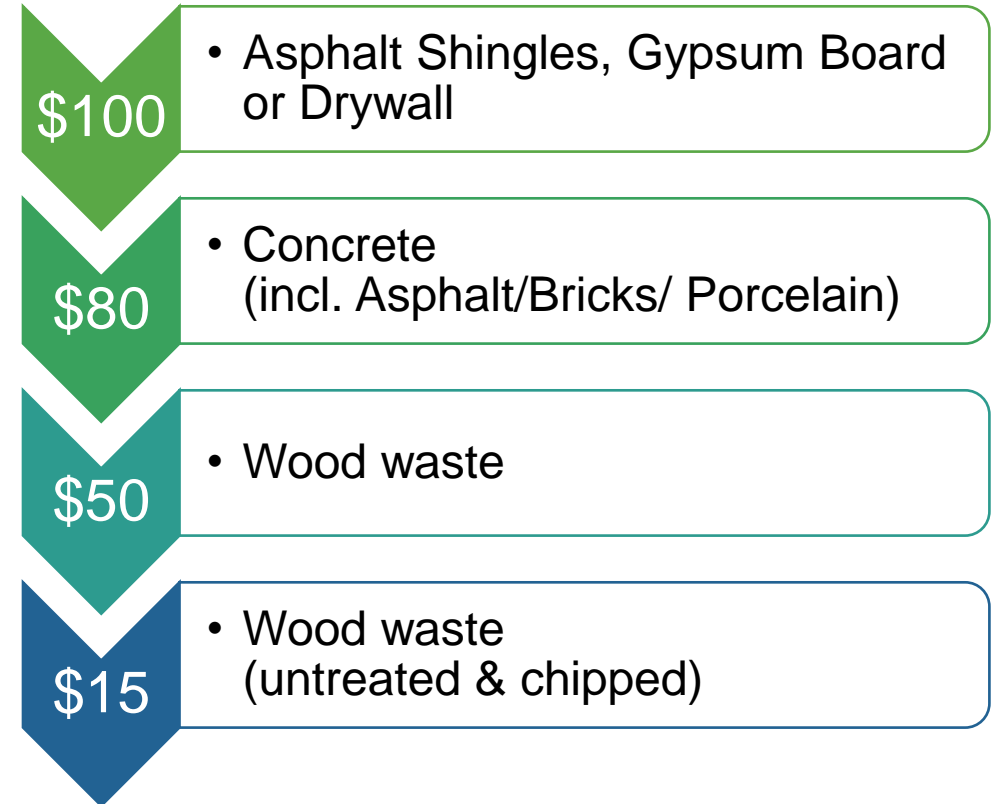 $100
• Asphalt Shingles, Gypsum Board
or Drywall
$80
• Concrete
(incl. Asphalt/Bricks/ Porcelain)
$50
• Wood waste
$15
• Wood waste
(untreated & chipped)